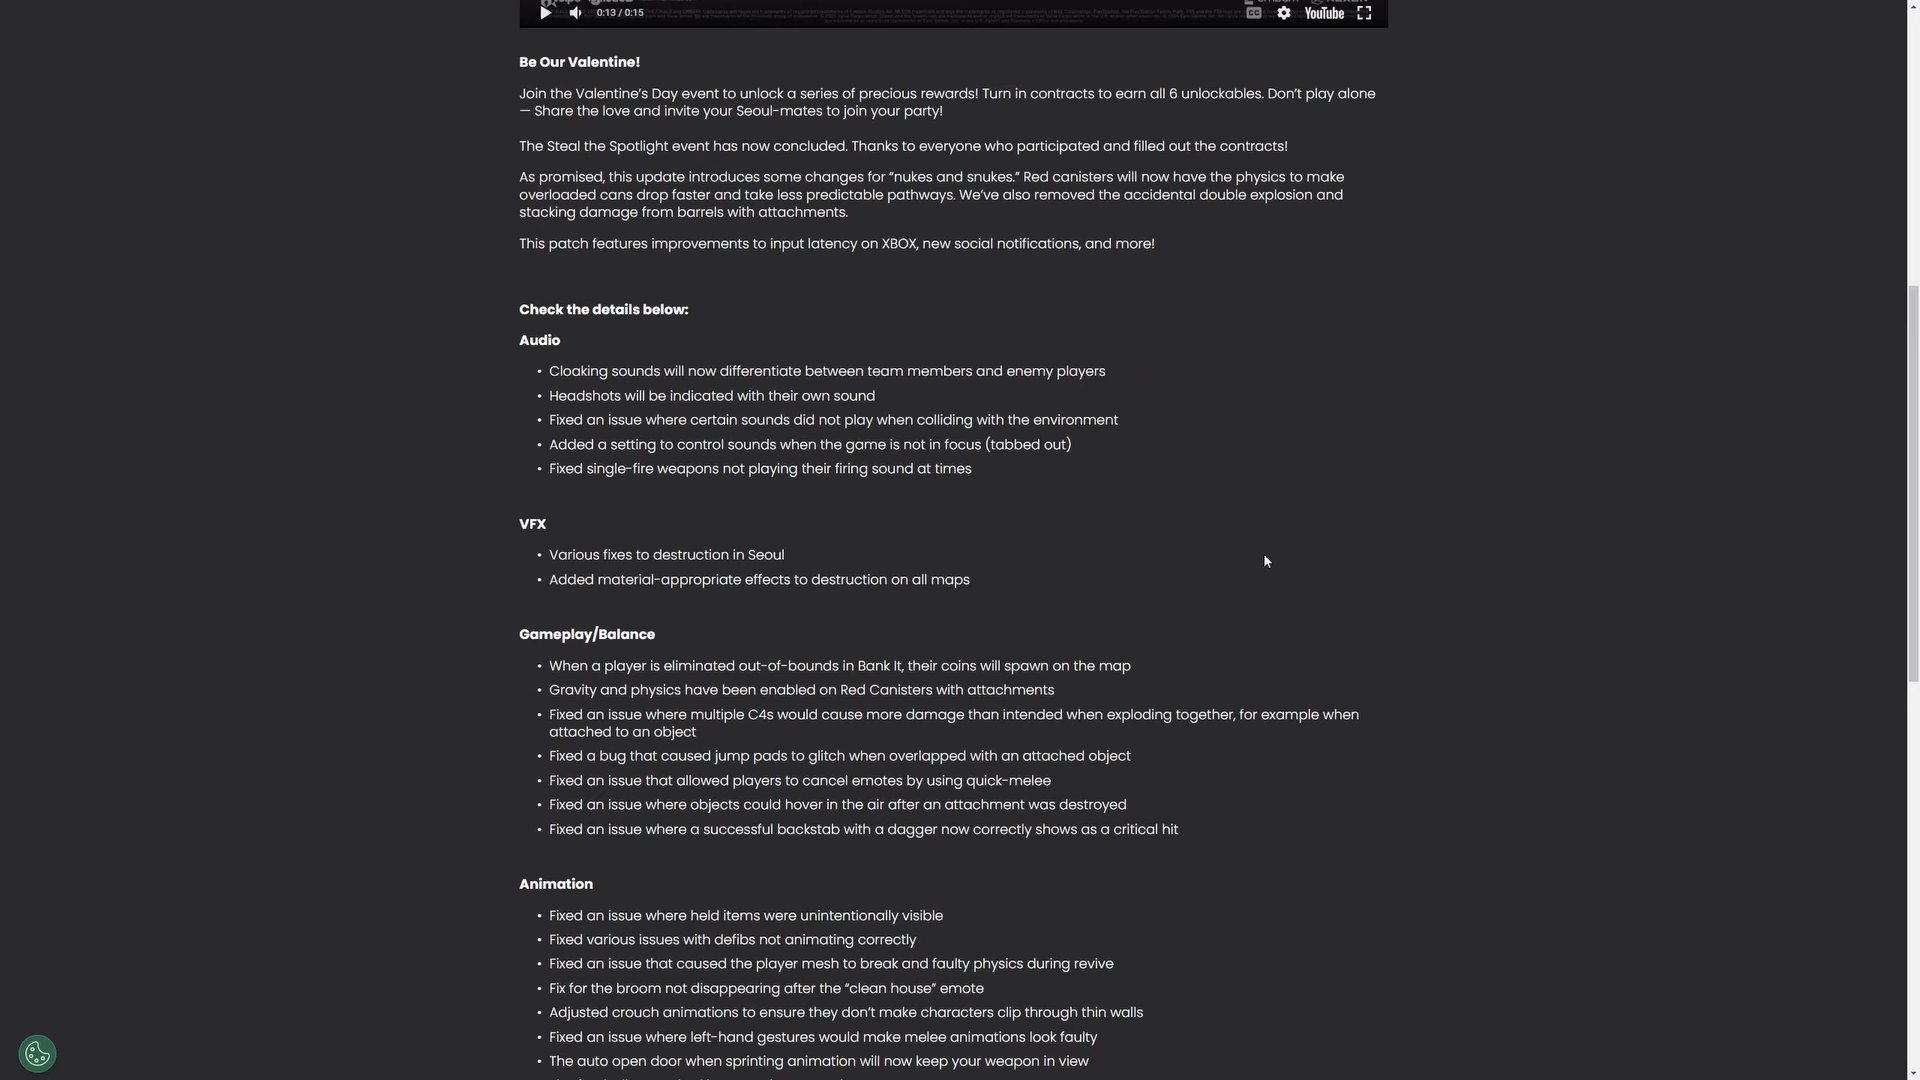 0:13 / 0:15
YouTube
Be Our Valentine!
Join the Valentine’s Day event to unlock a series of precious rewards! Turn in contracts to earn all 6 unlockables. Don’t play alone
— Share the love and invite your Seoul-mates to join your party!
The Steal the Spotlight event has now concluded. Thanks to everyone who participated and filled out the contracts!
As promised, this update introduces some changes for “nukes and snukes.” Red canisters will now have the physics to make
overloaded cans drop faster and take less predictable pathways. We’ve also removed the accidental double explosion and
stacking damage from barrels with attachments.
This patch features improvements to input latency on XBOX, new social notifications, and more!
Check the details below:
Audio
• Cloaking sounds will now differentiate between team members and enemy players
• Headshots will be indicated with their own sound
• Fixed an issue where certain sounds did not play when colliding with the environment
• Added a setting to control sounds when the game is not in focus (tabbed out)
• Fixed single-fire weapons not playing their firing sound at times
VFX
• Various fixes to destruction in Seoul
• Added material-appropriate effects to destruction on all maps
Gameplay/Balance
• When a player is eliminated out-of-bounds in Bank It, their coins will spawn on the map
• Gravity and physics have been enabled on Red Canisters with attachments
• Fixed an issue where multiple C4s would cause more damage than intended when exploding together, for example when
attached to an object
• Fixed a bug that caused jump pads to glitch when overlapped with an attached object
• Fixed an issue that allowed players to cancel emotes by using quick-melee
• Fixed an issue where objects could hover in the air after an attachment was destroyed
• Fixed an issue where a successful backstab with a dagger now correctly shows as a critical hit
Animation
• Fixed an issue where held items were unintentionally visible
• Fixed various issues with defibs not animating correctly
• Fixed an issue that caused the player mesh to break and faulty physics during revive
• Fix for the broom not disappearing after the “clean house” emote
• Adjusted crouch animations to ensure they don’t make characters clip through thin walls
• Fixed an issue where left-hand gestures would make melee animations look faulty
• The auto open door when sprinting animation will now keep your weapon in view